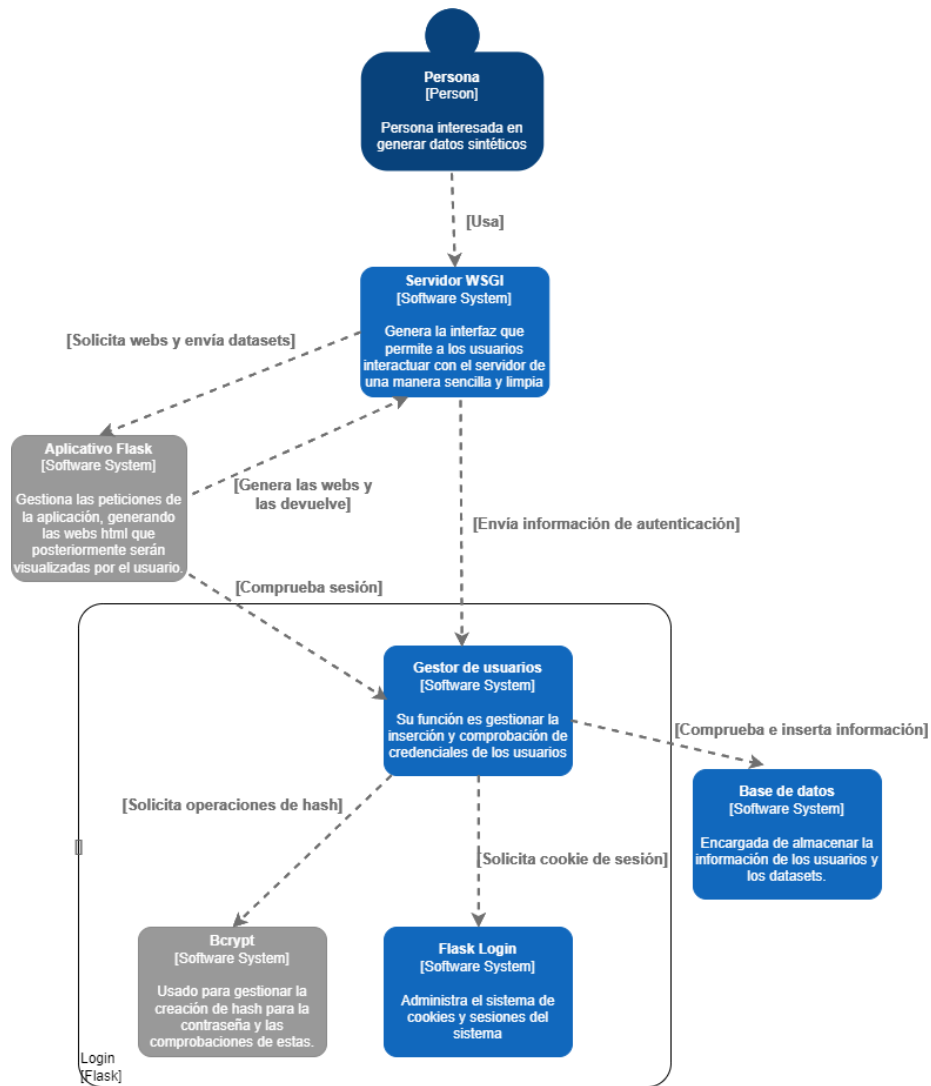 Persona
[Person]
Persona interesada en
generar datos sintéticos
[Usa]
Servidor WSGI
[Software System]
Genera la interfaz que
permite a los usuarios
interactuar con el servidor de
una manera sencilla y limpia
[Solicita webs y envía datasets]
Aplicativo Flask
[Software System]
Gestiona las peticiones de
la aplicación, generando
las webs html que
posteriormente serán
visualizadas por el usuario.
[Genera las webs y
las devuelve]
[Envía información de autenticación]
[Comprueba sesión]
Gestor de usuarios
[Software System]
Su función es gestionar la
inserción y comprobación de
credenciales de los usuarios
[Comprueba e inserta información]
Base de datos
[Software System]
Encargada de almacenar la
información de los usuarios y
los datasets.
[Solicita operaciones de hash]
[Solicita cookie de sesión]
Bcrypt
[Software System]
Usado para gestionar la
creación de hash para la
contraseña y las
comprobaciones de estas.
Flask Login
[Software System]
Administra el sistema de
cookies y sesiones del
sistema
Login
[Flask]